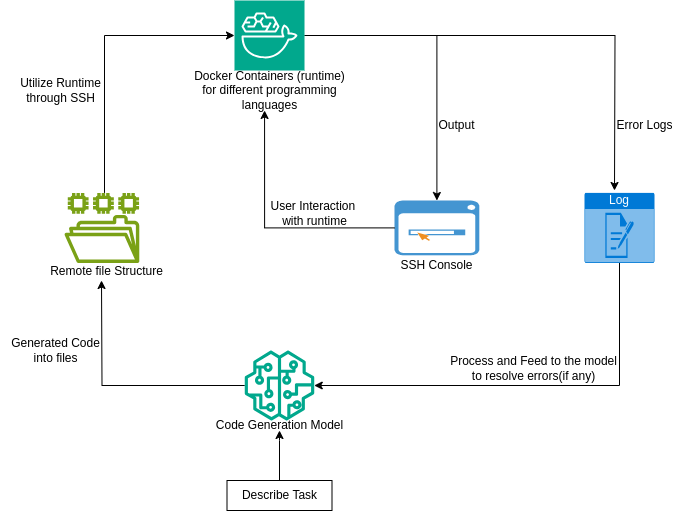 Docker Containers (runtime)
for different programming
languages
Utilize Runtime
through SSH
Output
Error Logs
User Interaction
with runtime
Log
SSH Console
Remote file Structure
Generated Code
into files
Process and Feed to the model
to resolve errors(if any)
Code Generation Model
Describe Task